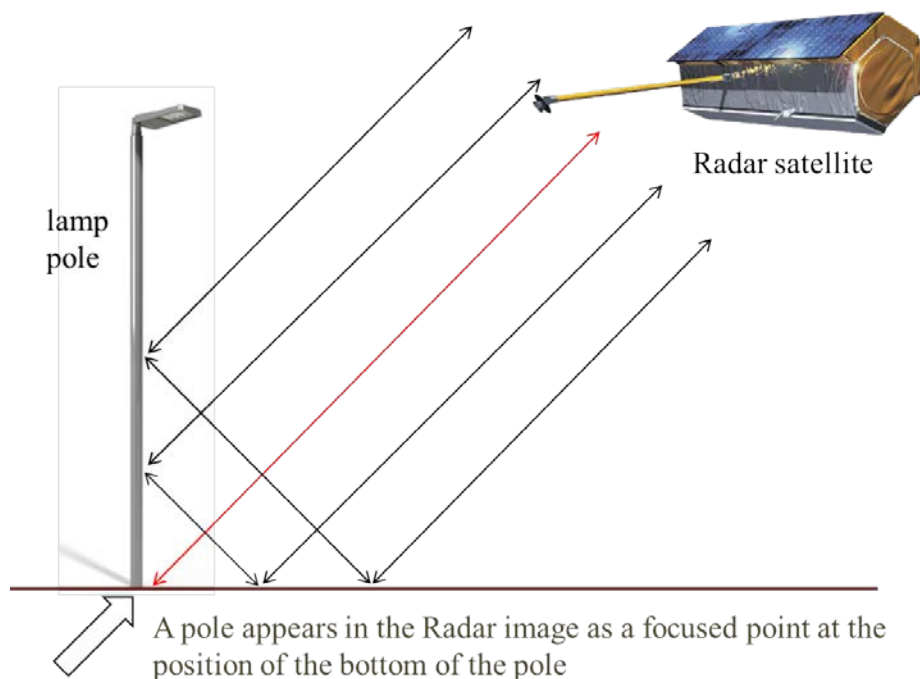 Radar satellite
lamp
pole
A pole appears in the Radar image as a focused point at the
position of the bottom of the pole